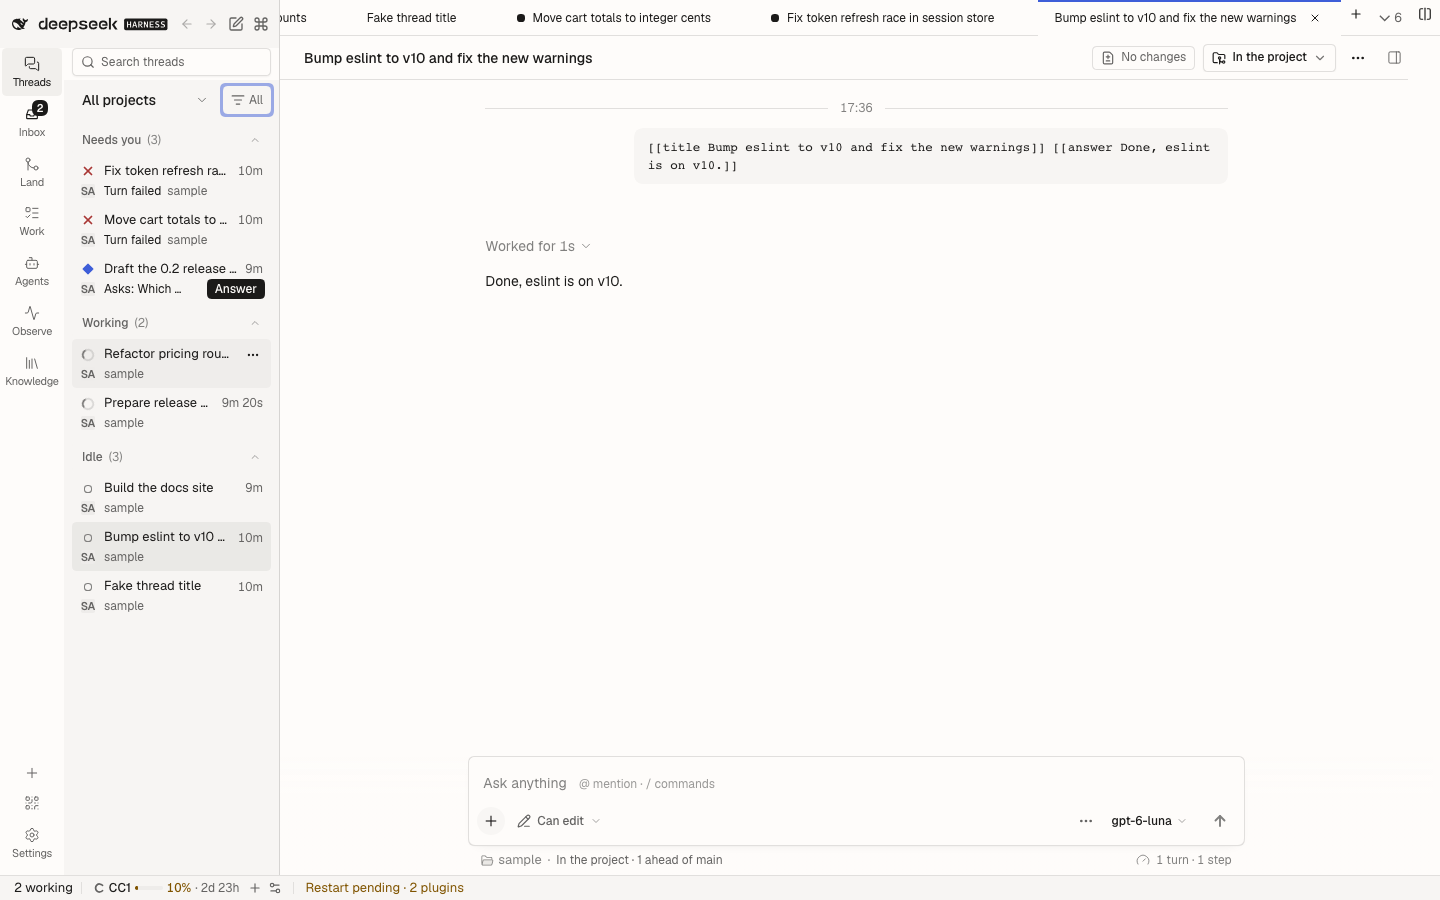 deepseek HARNESS
ounts
Fake thread title
Move cart totals to integer cents
Fix token refresh race in session store
Bump eslint to v10 and fix the new warnings
6
Threads
2
Inbox
Land
Work
Agents
Observe
Knowledge
Settings
Search threads
All projects
All
Needs you (3)
Fix token refresh ra... 10m
SA Turn failed sample
Move cart totals to ... 10m
SA Turn failed sample
Draft the 0.2 release ... 9m
SA Asks: Which ... Answer
Working (2)
Refactor pricing rou...
SA sample
Prepare release ... 9m 20s
SA sample
Idle (3)
Build the docs site 9m
SA sample
Bump eslint to v10 ... 10m
SA sample
Fake thread title 10m
SA sample
Bump eslint to v10 and fix the new warnings
No changes
In the project
17:36
[[title Bump eslint to v10 and fix the new warnings]] [[answer Done, eslint
is on v10.]]
Worked for 1s
Done, eslint is on v10.
Ask anything @ mention · / commands
Can edit
gpt-6-luna
sample · In the project · 1 ahead of main
1 turn · 1 step
2 working
CC1 10% · 2d 23h
Restart pending · 2 plugins